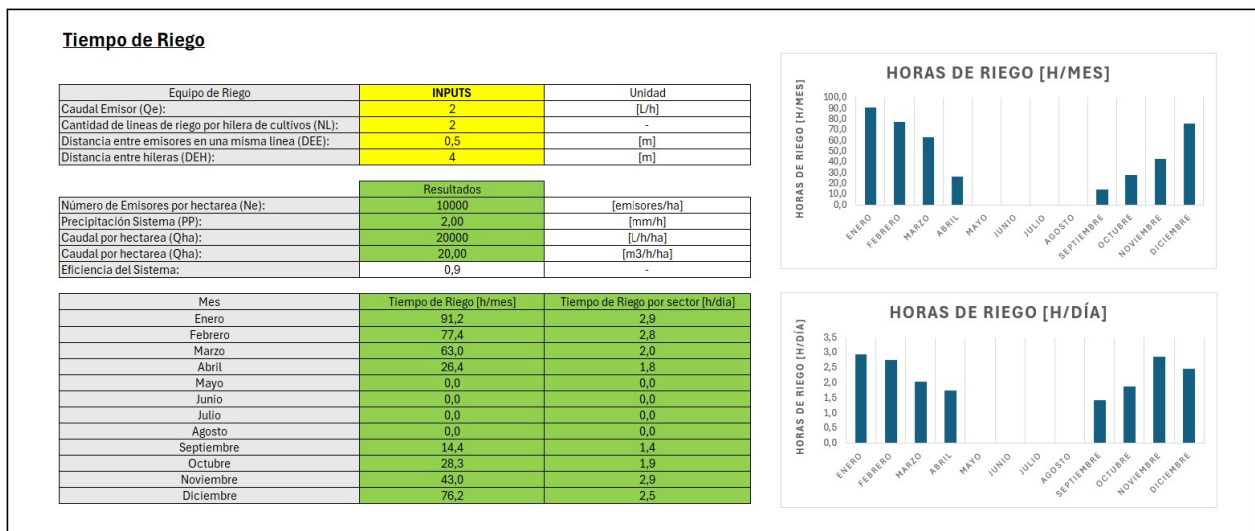 Tiempo de Riego
Equipo de Riego INPUTS Unidad
Caudal Emisor (Qe): 2 [L/h]
Cantidad de lineas de riego por hilera de cultivos (NL): 2 -
Distancia entre emisores en una misma linea (DEE): 0,5 [m]
Distancia entre hileras (DEH): 4 [m]
Resultados
Número de Emisores por hectarea (Ne): 10000 [emisores/ha]
Precipitación Sistema (PP): 2,00 [mm/h]
Caudal por hectarea (Qha): 20000 [L/h/ha]
Caudal por hectarea (Qha): 20,00 [m3/h/ha]
Eficiencia del Sistema: 0,9 -
Mes Tiempo de Riego [h/mes] Tiempo de Riego por sector [h/dia]
Enero 91,2 2,9
Febrero 77,4 2,8
Marzo 63,0 2,0
Abril 26,4 1,8
Mayo 0,0 0,0
Junio 0,0 0,0
Julio 0,0 0,0
Agosto 0,0 0,0
Septiembre 14,4 1,4
Octubre 28,3 1,9
Noviembre 43,0 2,9
Diciembre 76,2 2,5
HORAS DE RIEGO [H/MES]
HORAS DE RIEGO [H/MES]
100,0
90,0
80,0
70,0
60,0
50,0
40,0
30,0
20,0
10,0
0,0
ENERO FEBRERO MARZO ABRIL MAYO JUNIO JULIO AGOSTO SEPTIEMBRE OCTUBRE NOVIEMBRE DICIEMBRE
HORAS DE RIEGO [H/DÍA]
HORAS DE RIEGO [H/DÍA]
3,5
3,0
2,5
2,0
1,5
1,0
0,5
0,0
ENERO FEBRERO MARZO ABRIL MAYO JUNIO JULIO AGOSTO SEPTIEMBRE OCTUBRE NOVIEMBRE DICIEMBRE